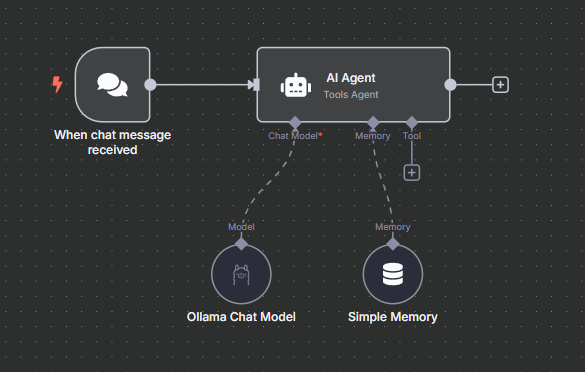 AI Agent
Tools Agent
When chat message
received
Chat Model*
Memory
Tool
Model
Memory
Ollama Chat Model
Simple Memory